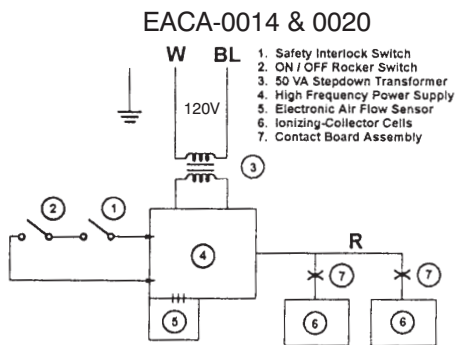 EACA-0014 & 0020
W BL
1. Safety Interlock Switch
2. ON / OFF Rocker Switch
3. 50 VA Stepdown Transformer
4. High Frequency Power Supply
5. Electronic Air Flow Sensor
6. Ionizing-Collector Cells
7. Contact Board Assembly
120V
3
2 1
4
R
7 7
5
6 6